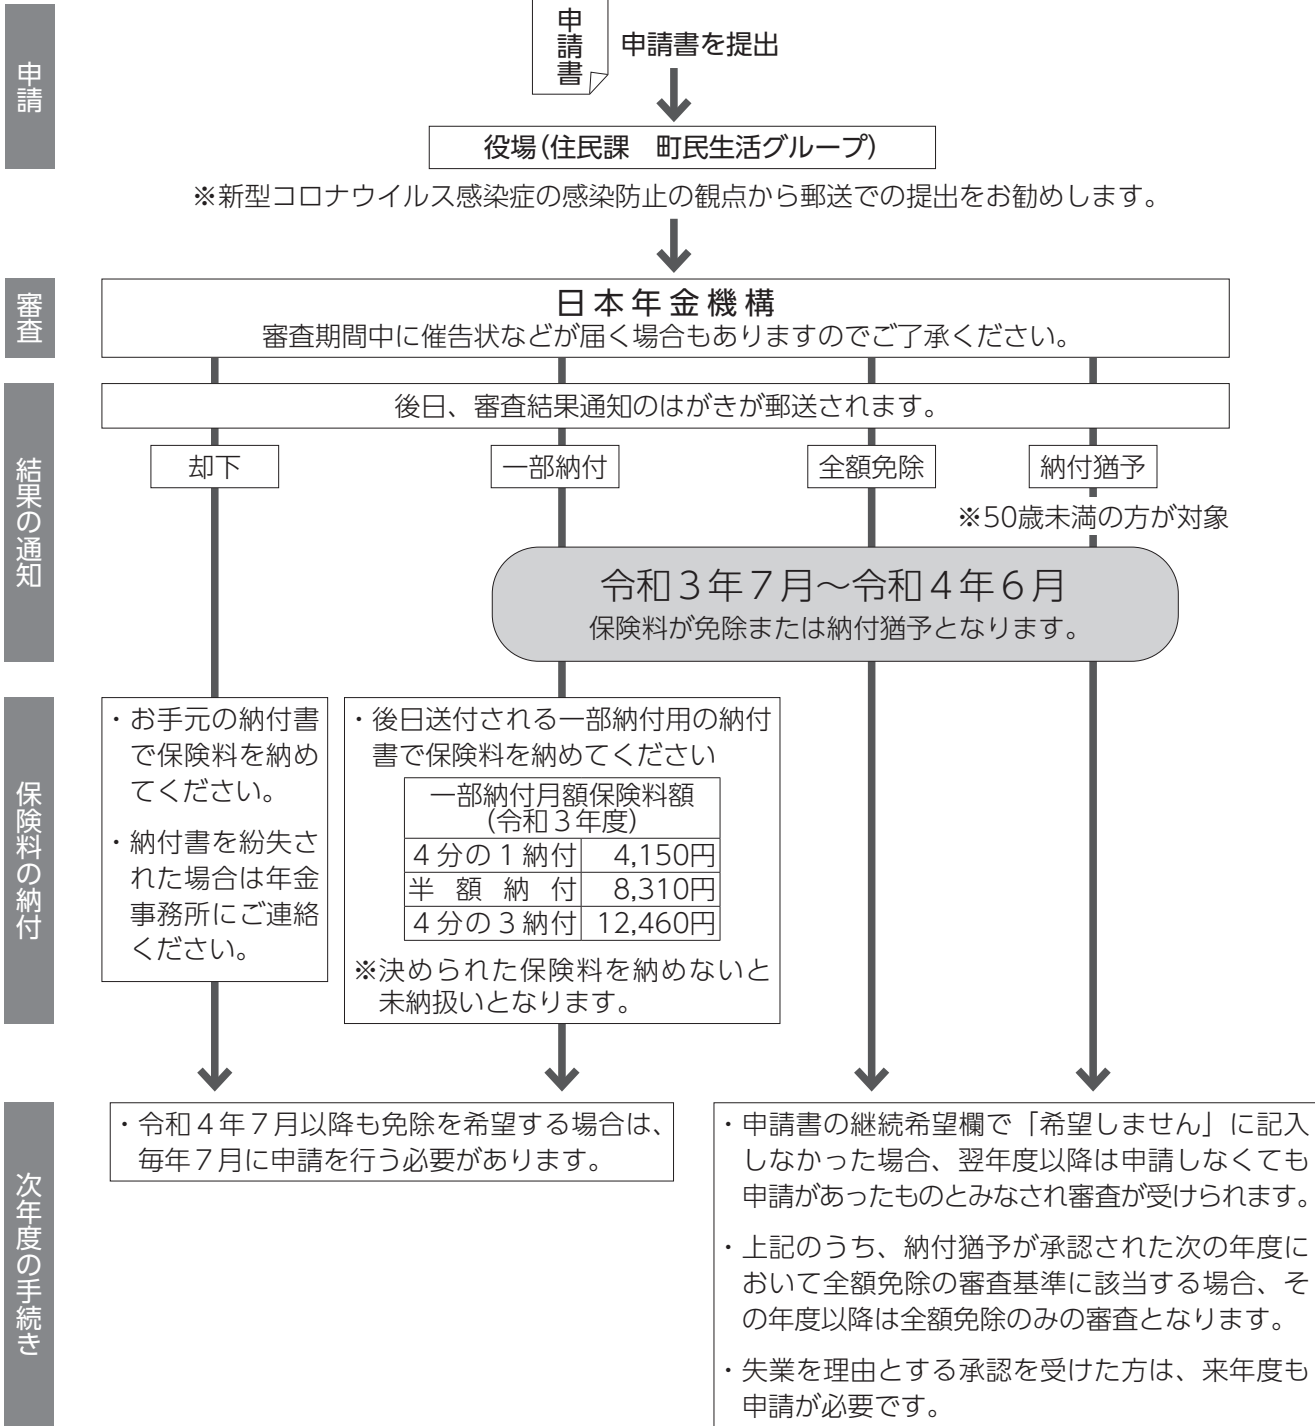 申請
申請書
申請書を提出
役場(住民課　町民生活グループ)
※新型コロナウイルス感染症の感染防止の観点から郵送での提出をお勧めします。
審査
日本年金機構
審査期間中に催告状などが届く場合もありますのでご了承ください。
結果の通知
後日、審査結果通知のはがきが郵送されます。
却下
一部納付
全額免除
納付猶予
※50歳未満の方が対象
令和3年7月～令和4年6月
保険料が免除または納付猶予となります。
保険料の納付
・お手元の納付書
で保険料を納め
てください。
・納付書を紛失さ
れた場合は年金
事務所にご連絡
ください。
・後日送付される一部納付用の納付
書で保険料を納めてください
一部納付月額保険料額
(令和3年度)
4分の1納付 4,150円
半額納付 8,310円
4分の3納付 12,460円
※決められた保険料を納めないと
未納扱いとなります。
次年度の手続き
・令和4年7月以降も免除を希望する場合は、
毎年7月に申請を行う必要があります。
・申請書の継続希望欄で「希望しません」に記入
しなかった場合、翌年度以降は申請しなくても
申請があったものとみなされ審査が受けられます。
・上記のうち、納付猶予が承認された次の年度に
おいて全額免除の審査基準に該当する場合、そ
の年度以降は全額免除のみの審査となります。
・失業を理由とする承認を受けた方は、来年度も
申請が必要です。